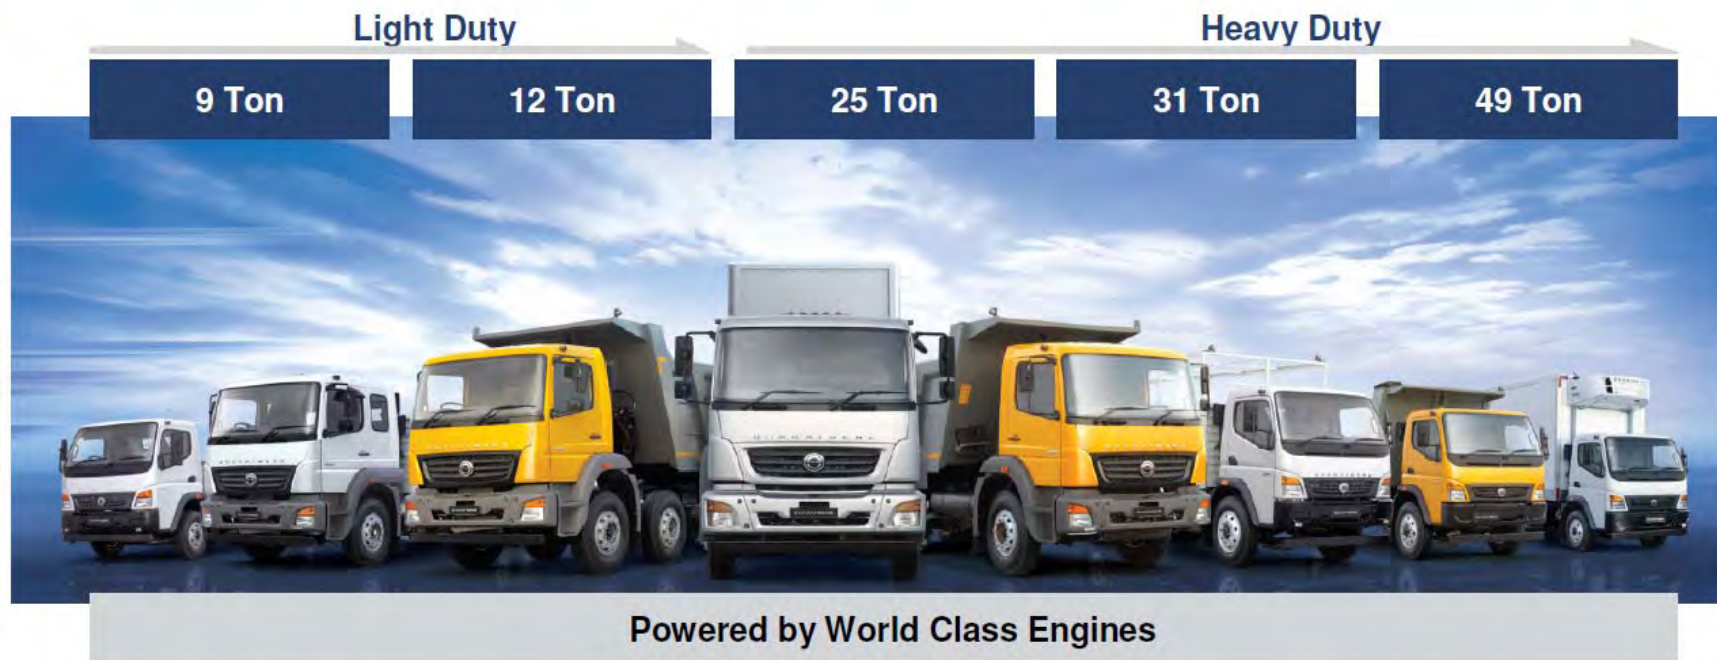 Light Duty
Heavy Duty
9 Ton
12 Ton
25 Ton
31 Ton
49 Ton
BHARATBENZ
Powered by World Class Engines